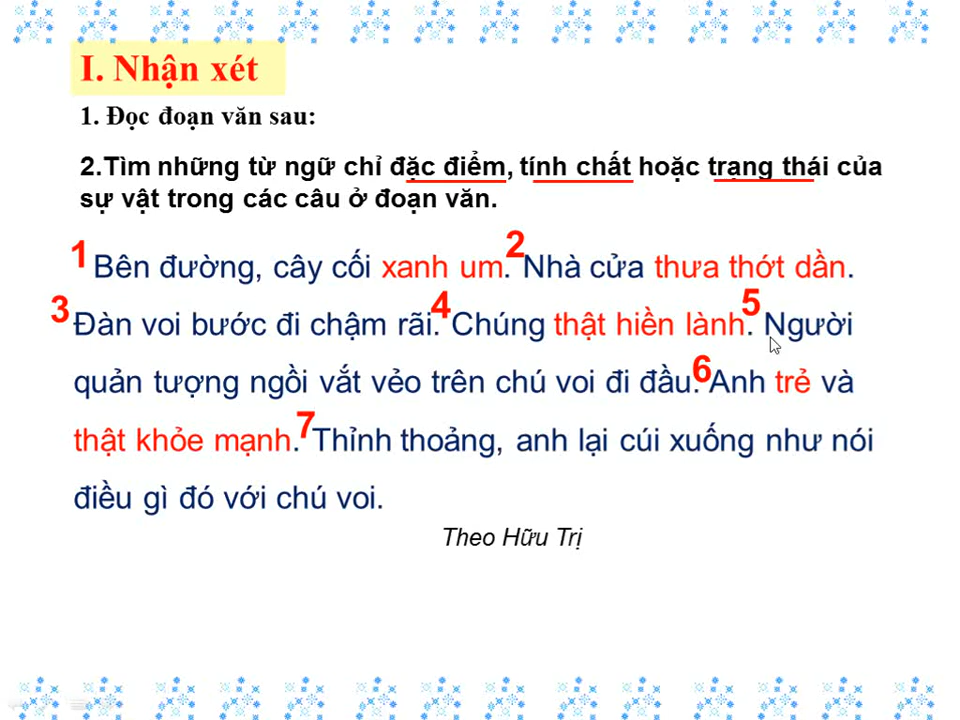 I. Nhận xét
1. Đọc đoạn văn sau:
2.Tìm những từ ngữ chỉ đặc điểm, tính chất hoặc trạng thái của
sự vật trong các câu ở đoạn văn.
1 Bên đường, cây cối xanh um. 2 Nhà cửa thưa thớt dần.
3 Đàn voi bước đi chậm rãi. 4 Chúng thật hiền lành. 5 Người
quản tượng ngồi vắt vẻo trên chú voi đi đầu. 6 Anh trẻ và
thật khỏe mạnh. 7 Thỉnh thoảng, anh lại cúi xuống như nói
điều gì đó với chú voi.
Theo Hữu Trị